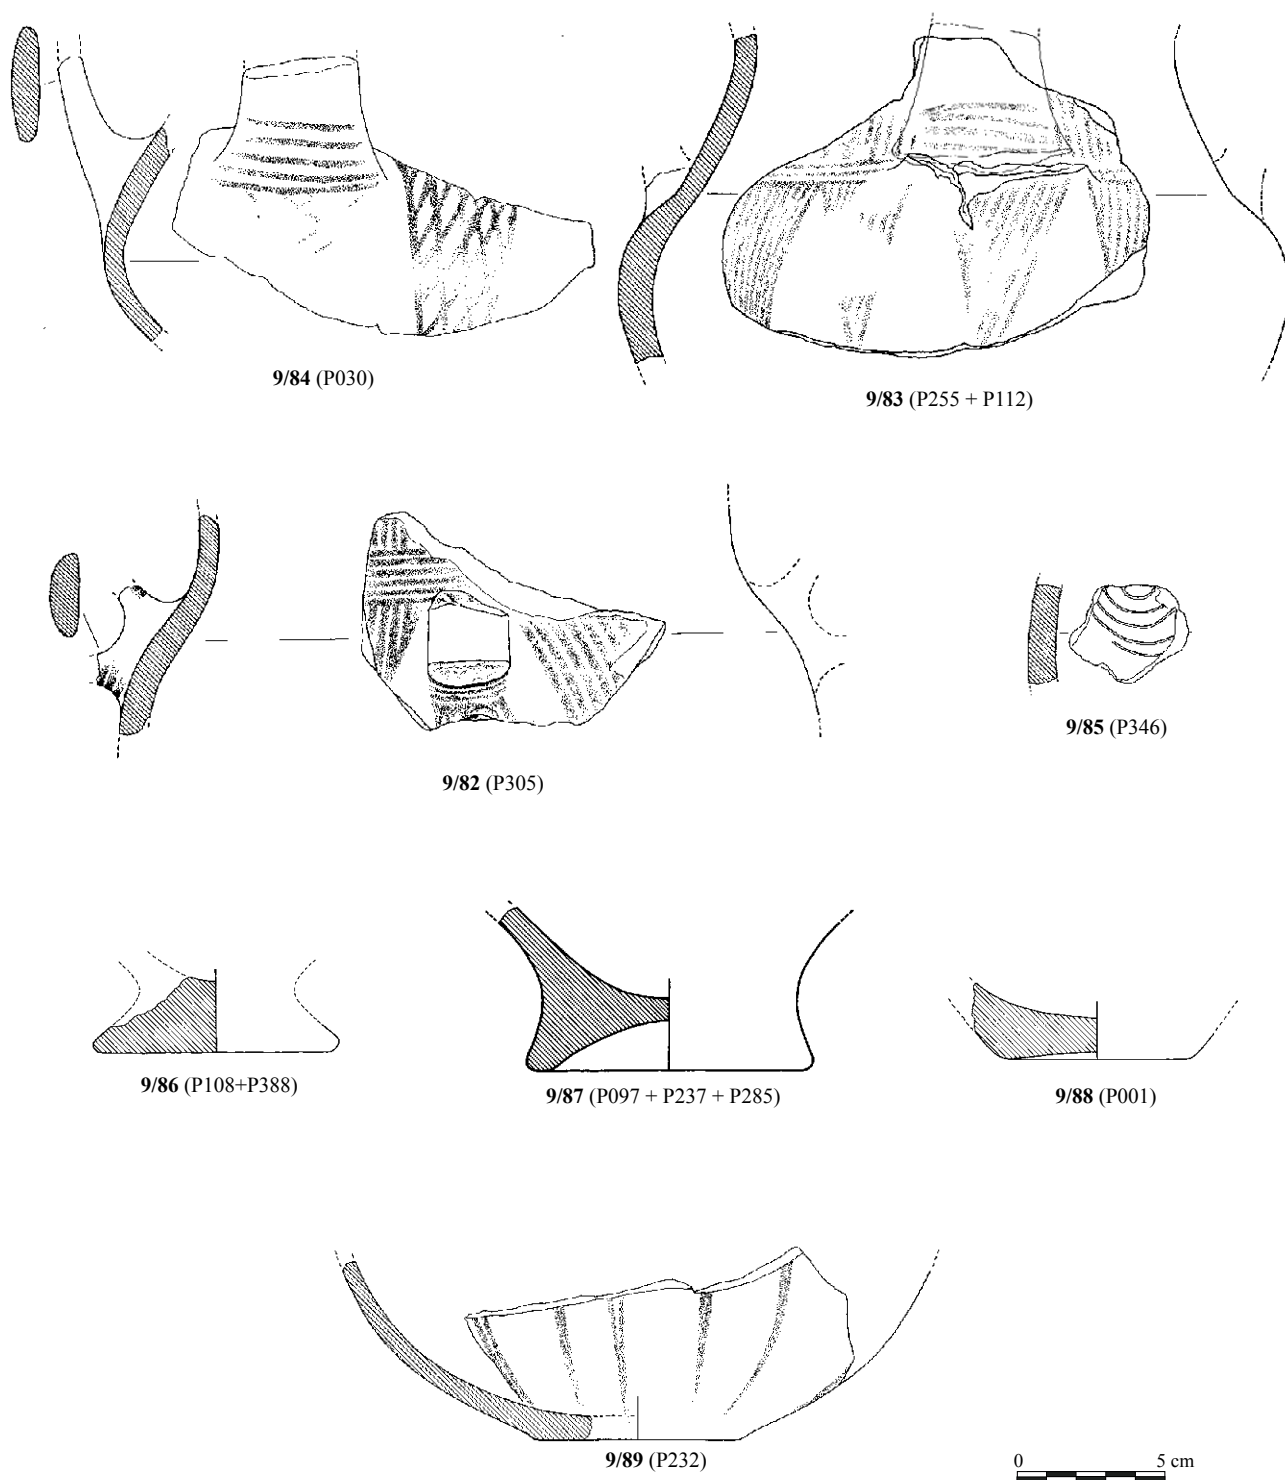 9/84 (P030)
9/83 (P255 + P112)
9/82 (P305)
9/85 (P346)
9/86 (P108+P388)
9/87 (P097 + P237 + P285)
9/88 (P001)
9/89 (P232)
0 5 cm